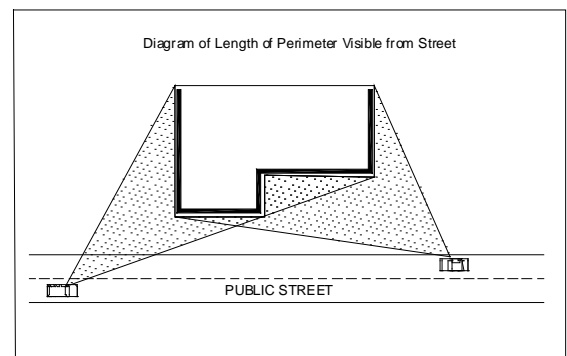 Diagram of Length of Perimeter Visible from Street
PUBLIC STREET